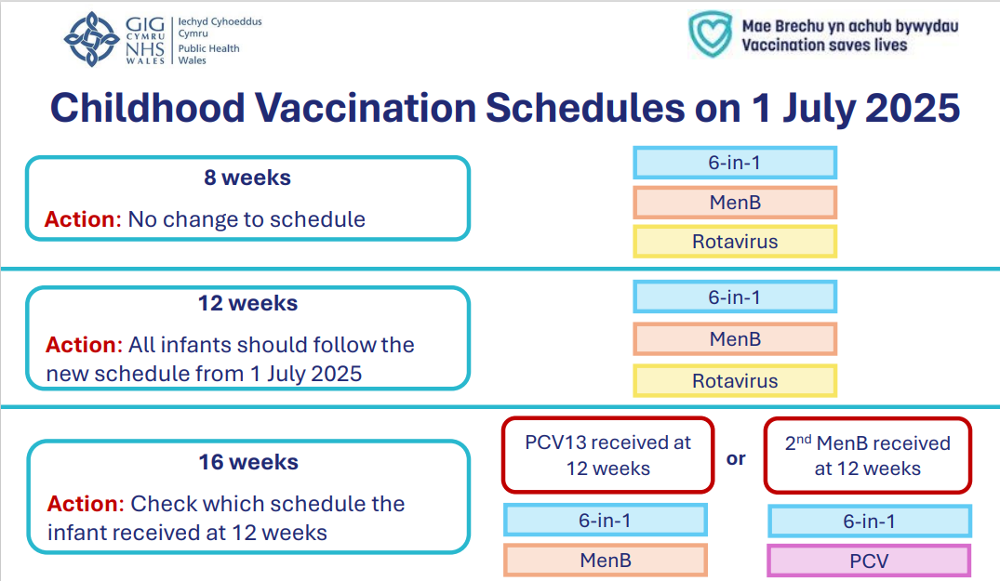 GIG
CYMRU
NHS
WALES
Iechyd Cyhoeddus
Cymru
Public Health
Wales
Mae Brechu yn achub bywydau
Vaccination saves lives
Childhood Vaccination Schedules on 1 July 2025
8 weeks
Action: No change to schedule
6-in-1
MenB
Rotavirus
12 weeks
Action: All infants should follow the
new schedule from 1 July 2025
6-in-1
MenB
Rotavirus
16 weeks
Action: Check which schedule the
infant received at 12 weeks
PCV13 received at
12 weeks
or
2nd MenB received
at 12 weeks
6-in-1
MenB
6-in-1
PCV